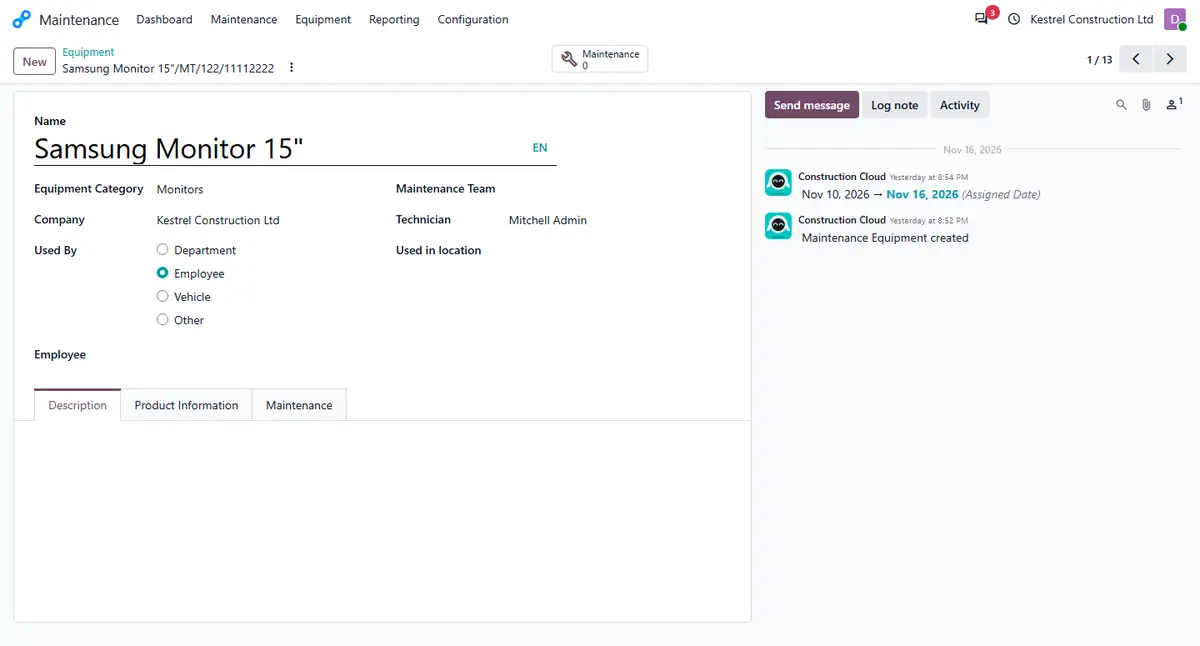 Maintenance Dashboard Maintenance Equipment Reporting Configuration 3 Kestrel Construction Ltd D
New
Equipment
Samsung Monitor 15"/MT/122/11112222
Maintenance
0
1 / 13
Name
Samsung Monitor 15" EN
Equipment Category Monitors
Company Kestrel Construction Ltd
Used By
Department
Employee
Vehicle
Other
Employee
Maintenance Team
Technician Mitchell Admin
Used in location
Description Product Information Maintenance
Send message Log note Activity 1
Nov 16, 2026
Construction Cloud Yesterday at 8:54 PM
Nov 10, 2026 → Nov 16, 2026 (Assigned Date)
Construction Cloud Yesterday at 8:52 PM
Maintenance Equipment created